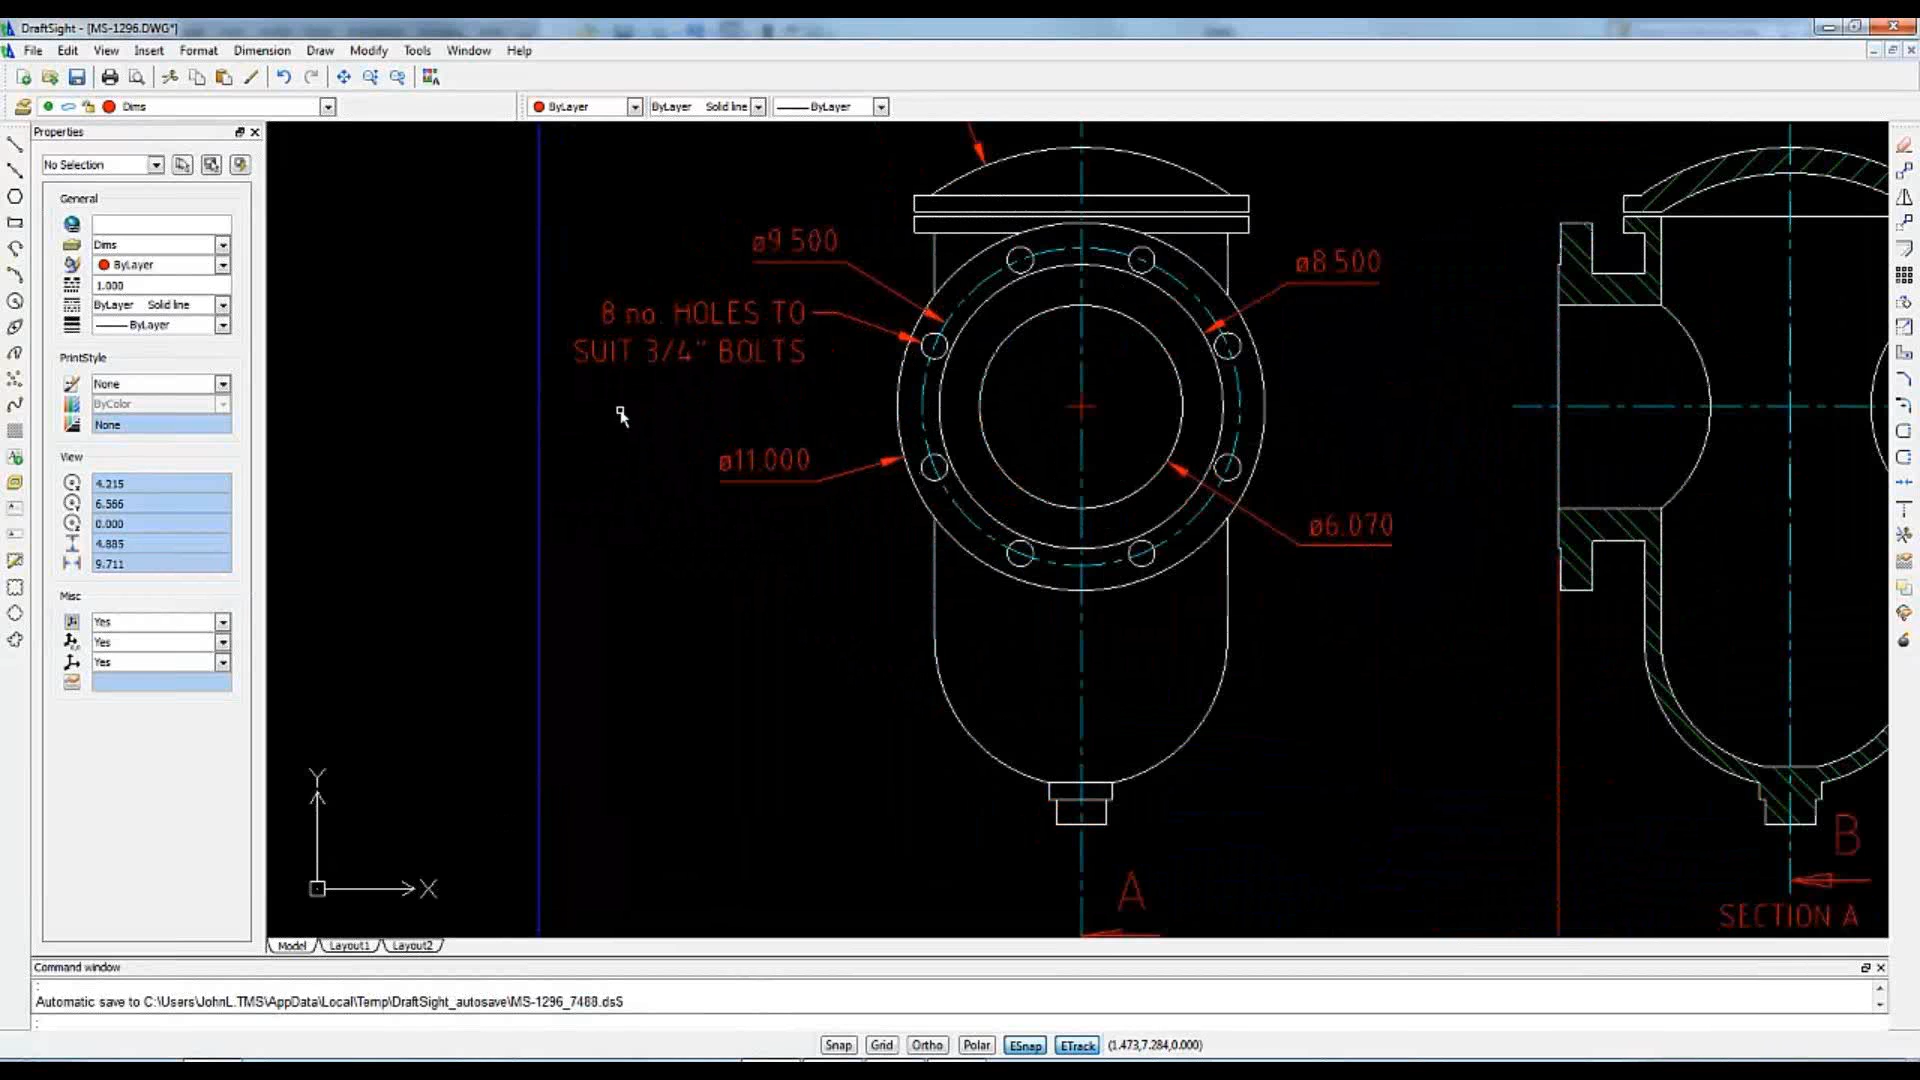 DraftSight - [MS-1296.DWG*]
File Edit View Insert Format Dimension Draw Modify Tools Window Help
Dims
ByLayer
ByLayer Solid line
ByLayer
Properties
No Selection
General
Dims
ByLayer
1.000
ByLayer Solid line
ByLayer
PrintStyle
None
ByColor
None
View
4.215
6.586
0.000
4.885
9.711
Misc
Yes
Yes
Yes
ø9.500
ø8.500
8 no. HOLES TO
SUIT 3/4" BOLTS
ø11.000
ø6.070
Y
X
A
B
SECTION A
Model Layout1 Layout2
Command window
:
Automatic save to C:\Users\JohnL.TMS\AppData\Local\Temp\DraftSight_autosave\MS-1296_7488.ds$
:
Snap Grid Ortho Polar ESnap ETrack (1.473,7.284,0.000)